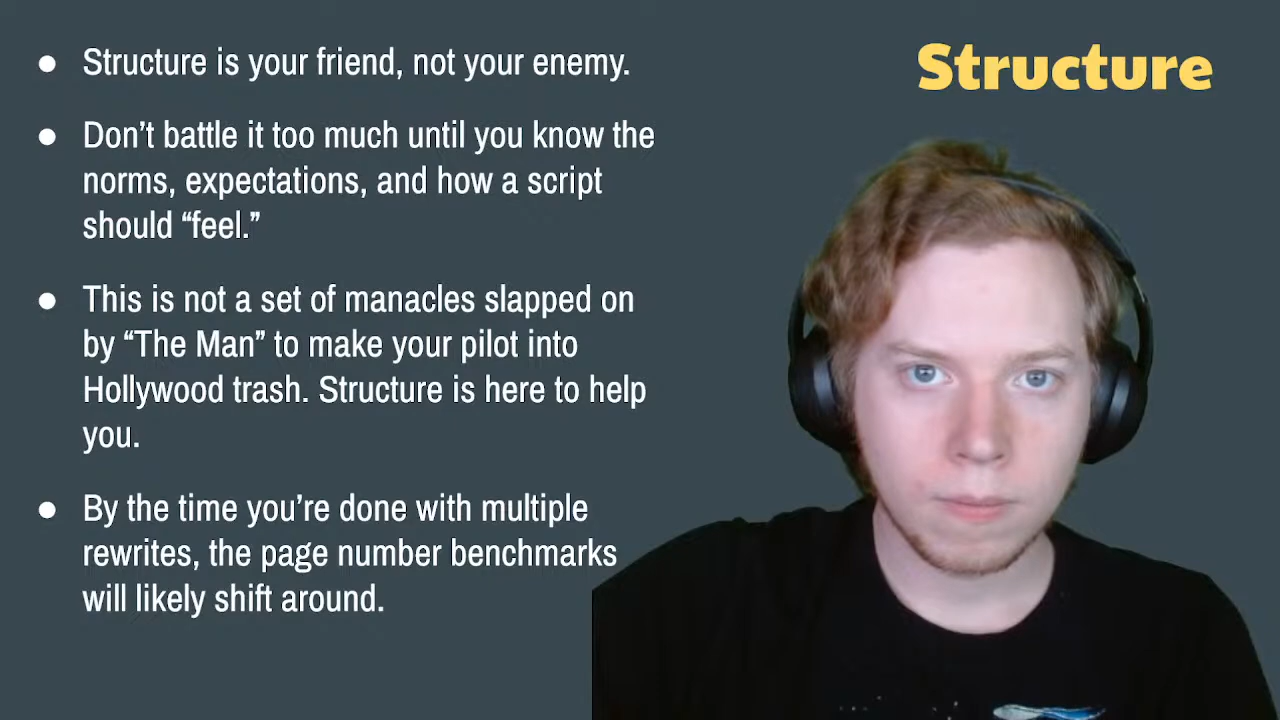 Structure
● Structure is your friend, not your enemy.
● Don’t battle it too much until you know the
norms, expectations, and how a script
should “feel.”
● This is not a set of manacles slapped on
by “The Man” to make your pilot into
Hollywood trash. Structure is here to help
you.
● By the time you’re done with multiple
rewrites, the page number benchmarks
will likely shift around.